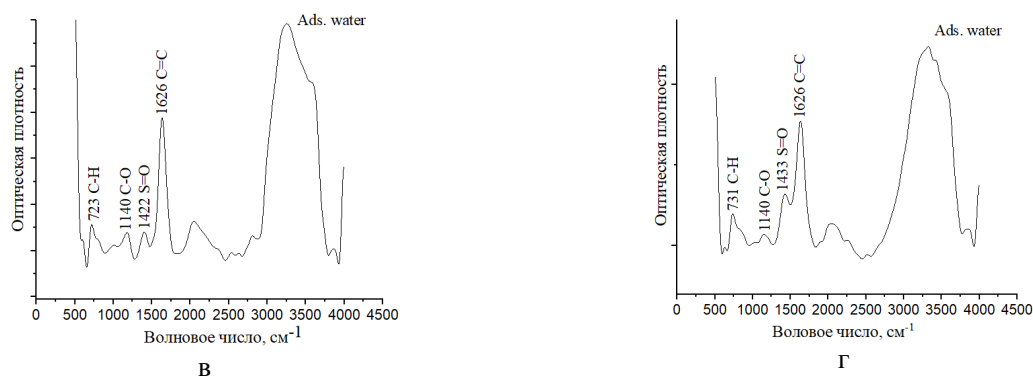 Ads. water
Оптическая плотность
723 C-H
1140 C-O
1422 S=O
1626 C=C
0 500 1000 1500 2000 2500 3000 3500 4000 4500
Волновое число, см-1
в
Ads. water
Оптическая плотность
731 C-H
1140 C-O
1433 S=O
1626 C=C
0 500 1000 1500 2000 2500 3000 3500 4000 4500
Воловое число, см-1
г